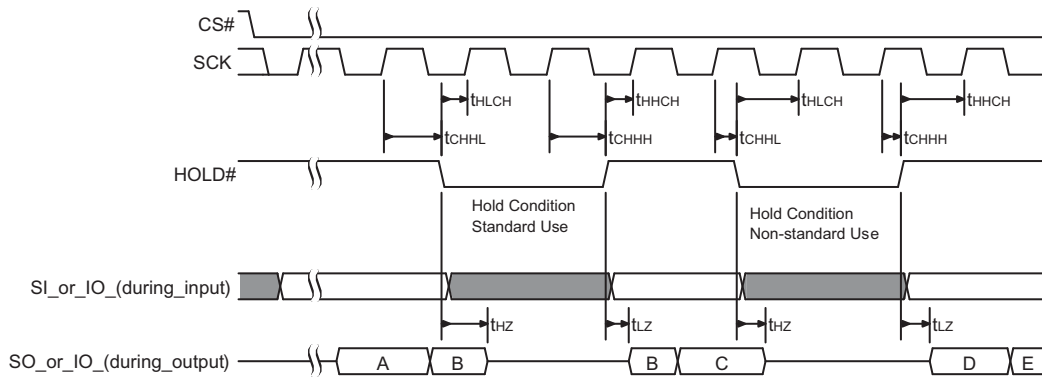 CS#
SCK
tHLCH tHHCH tHLCH tHHCH
tCHHL tCHHH tCHHL tCHHH
HOLD#
Hold Condition
Standard Use
Hold Condition
Non-standard Use
SI_or_IO_(during_input)
tHZ tLZ tHZ tLZ
SO_or_IO_(during_output) A B B C D E